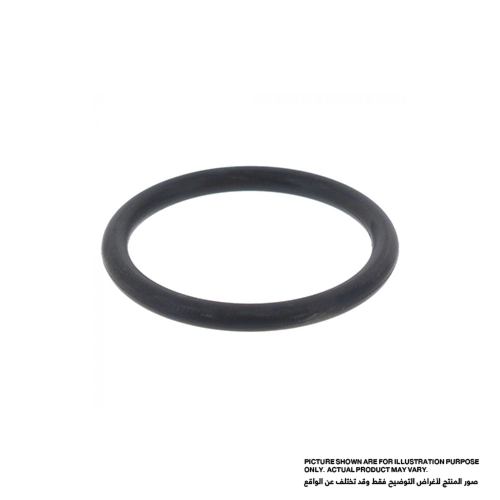 PICTURE SHOWN ARE FOR ILLUSTRATION PURPOSE
ONLY. ACTUAL PRODUCT MAY VARY.
صور المنتج لأغراض التوضيح فقط وقد تختلف عن الواقع